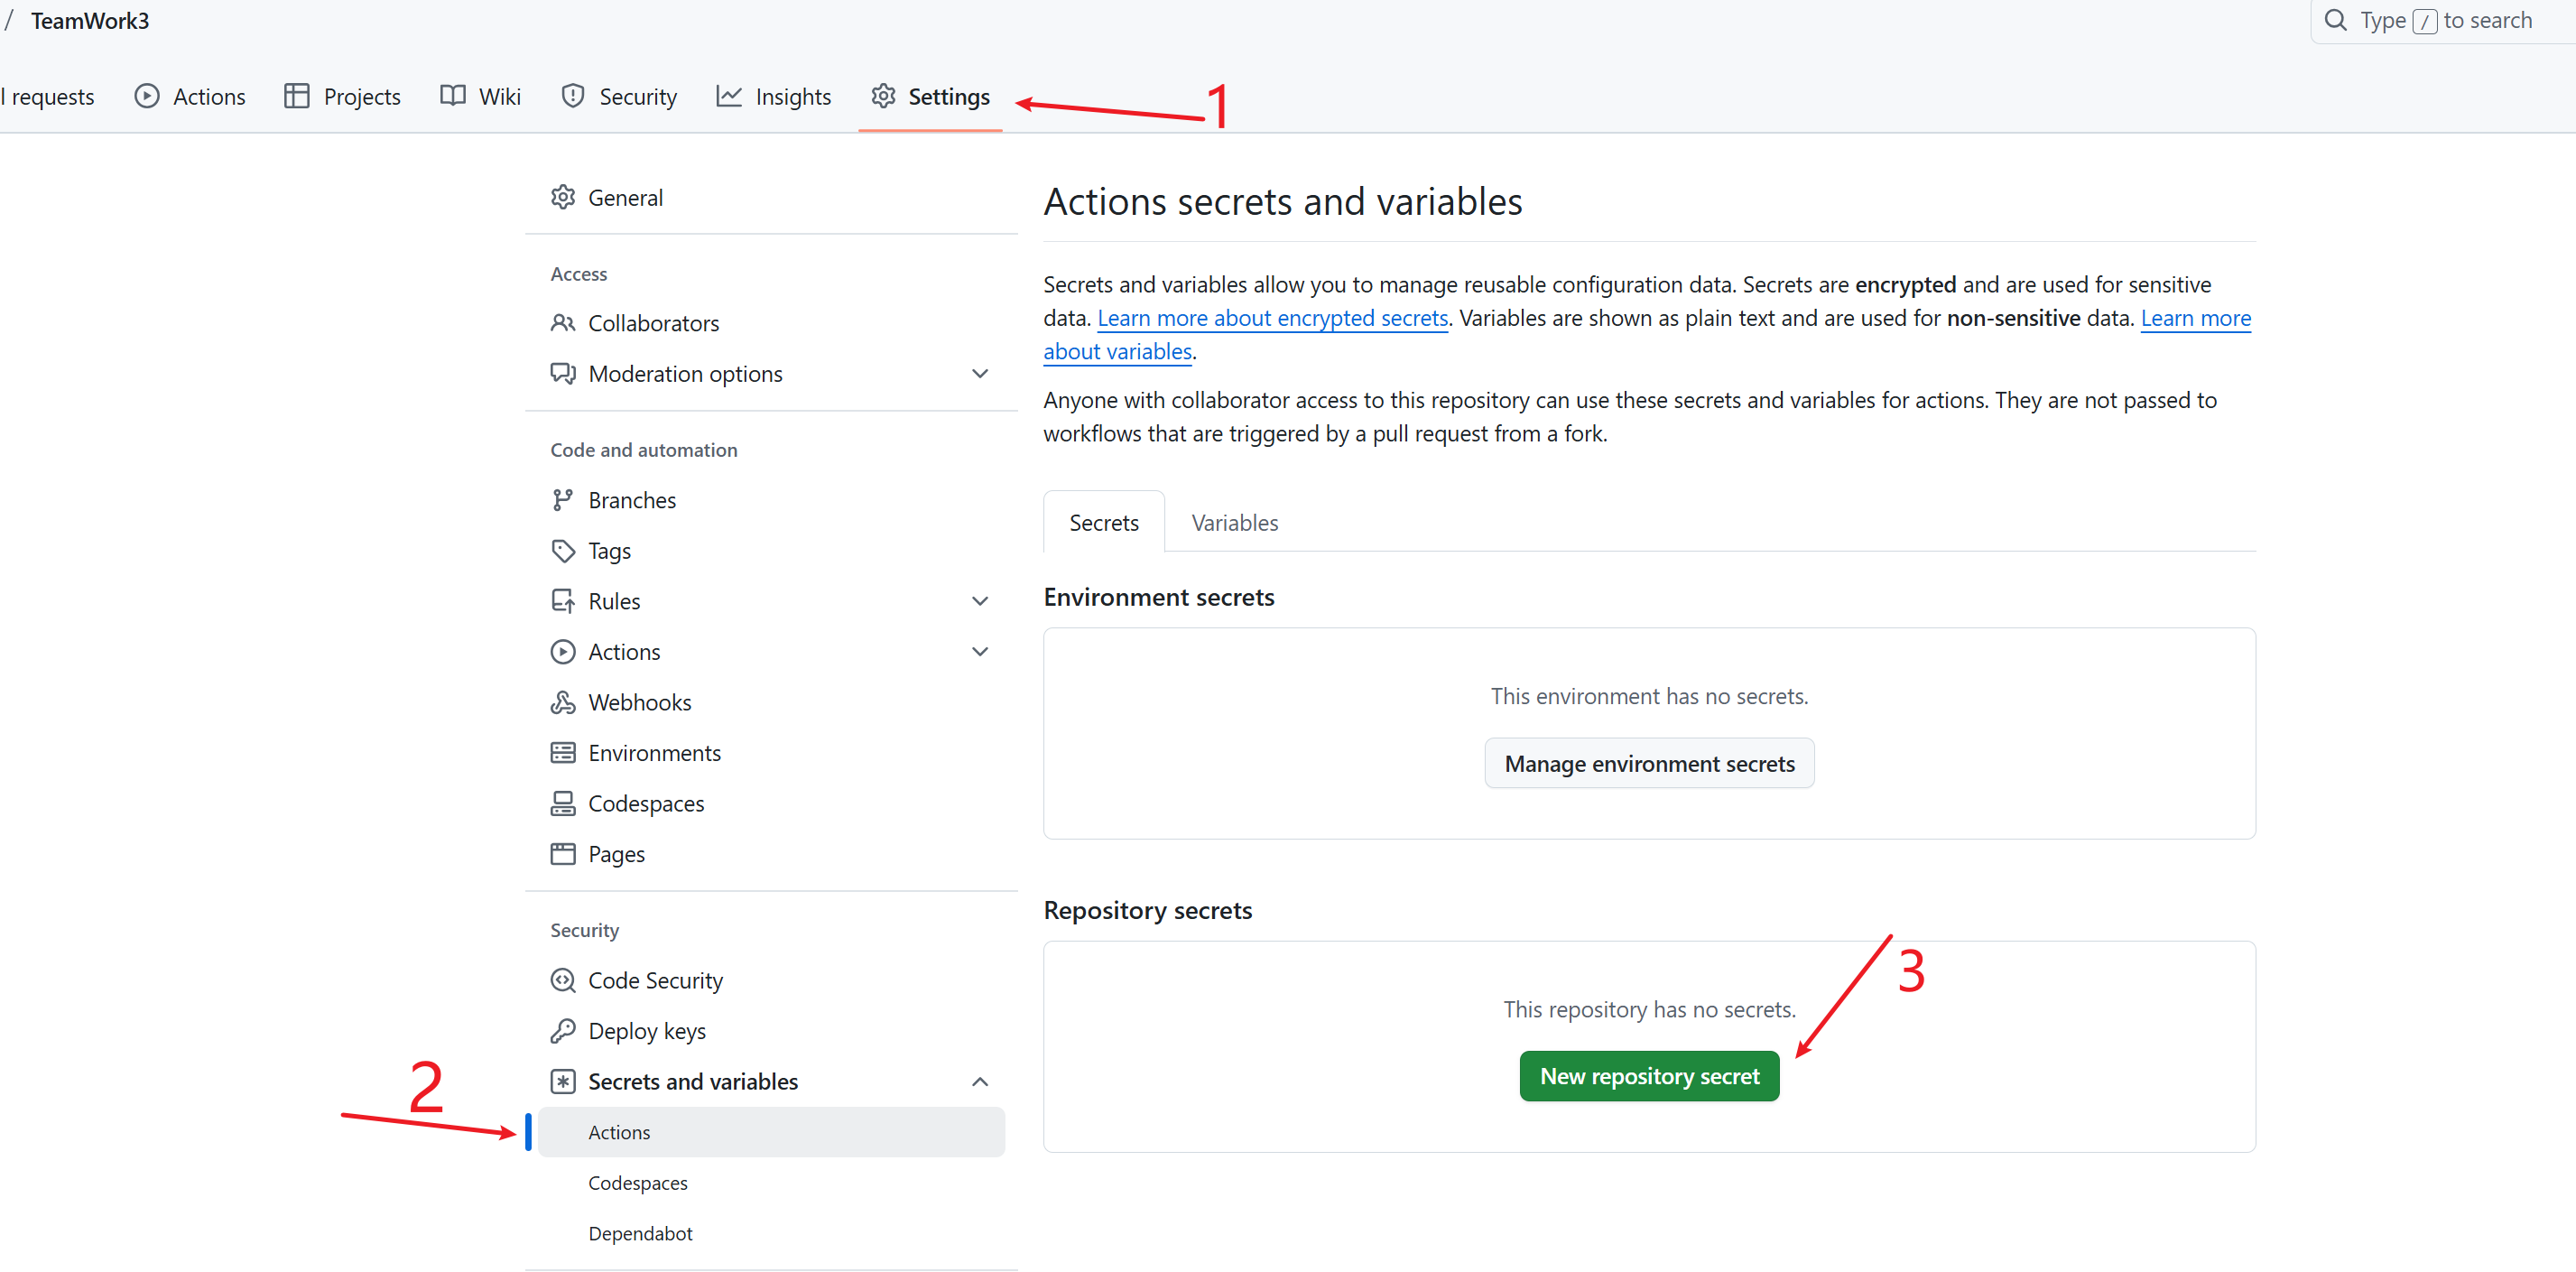 / TeamWork3
Type / to search
l requests Actions Projects Wiki Security Insights Settings
1
General
Access
Collaborators
Moderation options
Code and automation
Branches
Tags
Rules
Actions
Webhooks
Environments
Codespaces
Pages
Security
Code Security
Deploy keys
Secrets and variables
2
Actions
Codespaces
Dependabot
Actions secrets and variables
Secrets and variables allow you to manage reusable configuration data. Secrets are encrypted and are used for sensitive
data. Learn more about encrypted secrets. Variables are shown as plain text and are used for non-sensitive data. Learn more
about variables.
Anyone with collaborator access to this repository can use these secrets and variables for actions. They are not passed to
workflows that are triggered by a pull request from a fork.
Secrets Variables
Environment secrets
This environment has no secrets.
Manage environment secrets
Repository secrets
3
This repository has no secrets.
New repository secret